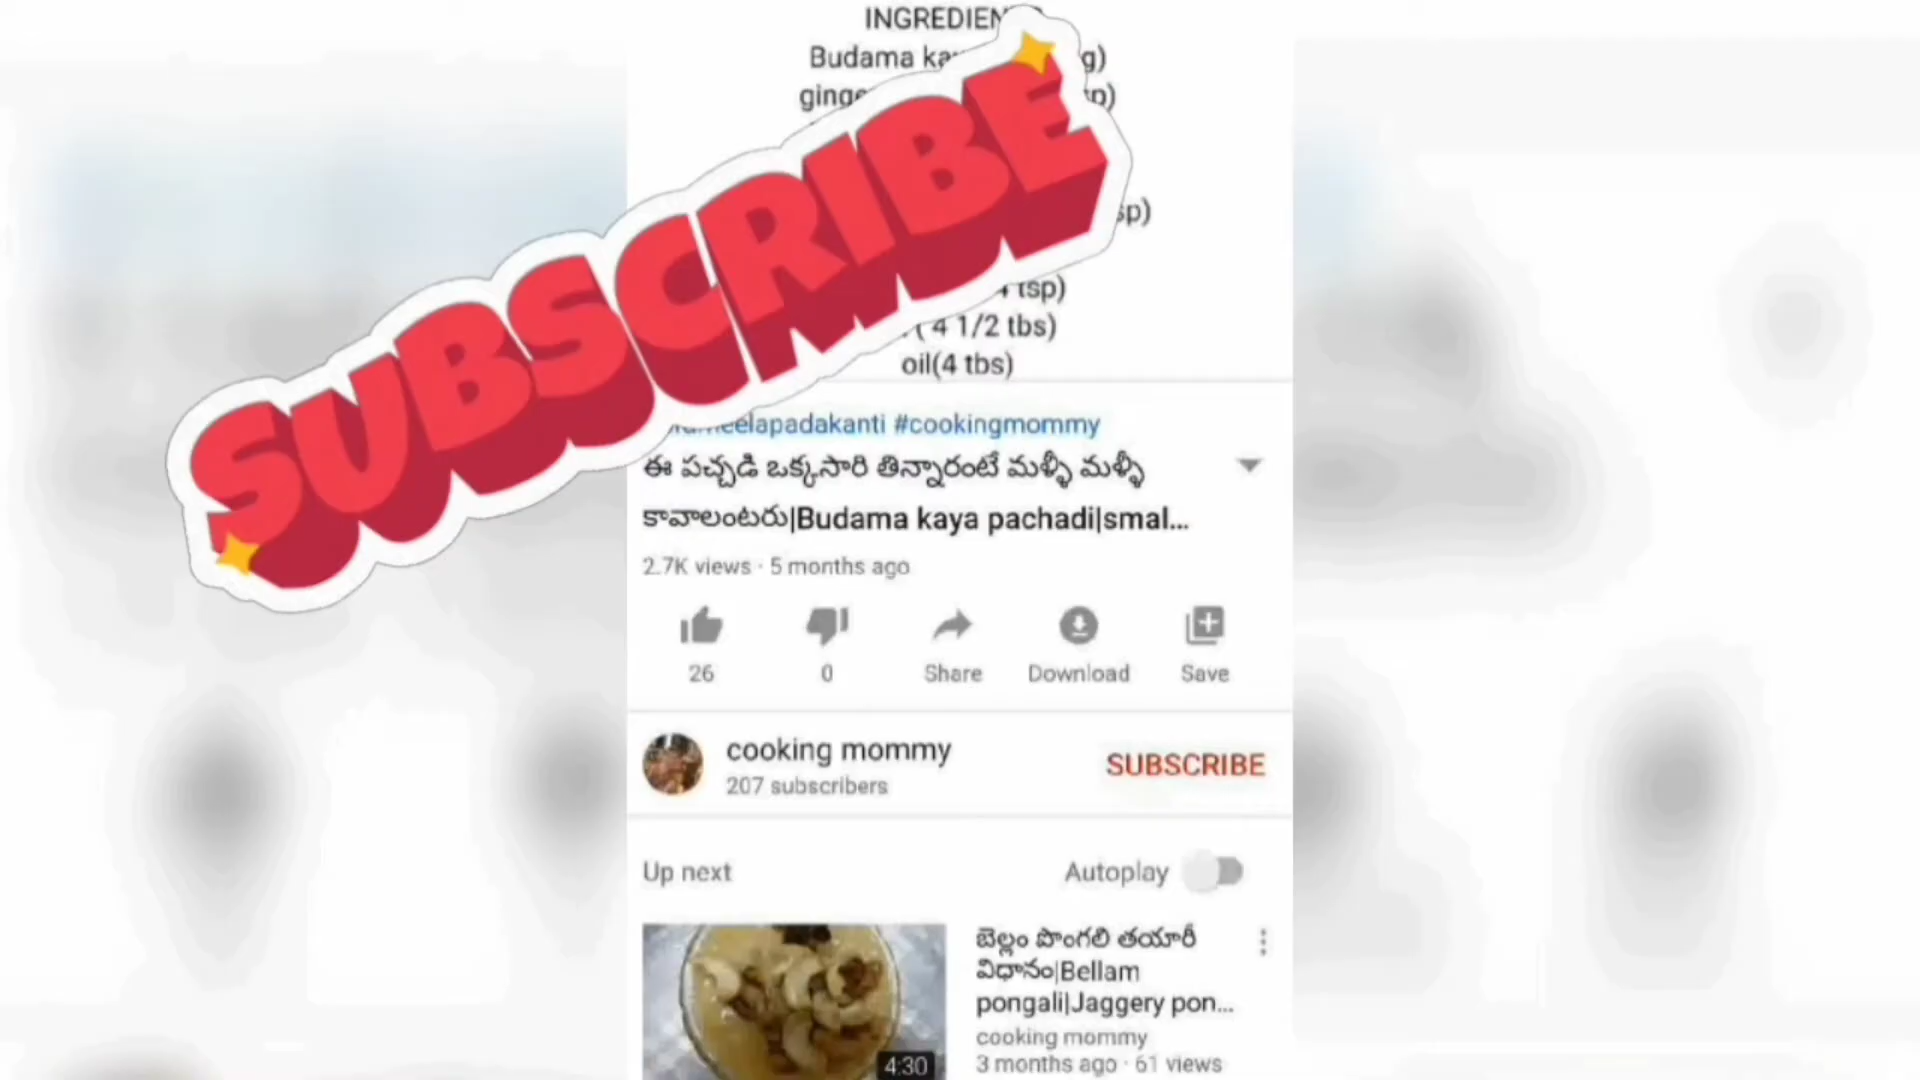 INGREDIEN
Budama g)
p)
sp)
tsp)
( 4 1/2 tbs)
oil(4 tbs)
SUBSCRIBE
#cookingmommy
ఈ పచ్చడి ఒక్కసారి తిన్నారంటే మళ్ళీ మళ్ళీ
కావాలంటరు|Budama kaya pachadi|smal...
2.7K views · 5 months ago
26 0 Share Download Save
cooking mommy
207 subscribers
SUBSCRIBE
Up next Autoplay
బెల్లం పొంగలి తయారీ
విధానం|Bellam
pongali|Jaggery pon...
cooking mommy
3 months ago · 61 views
4:30